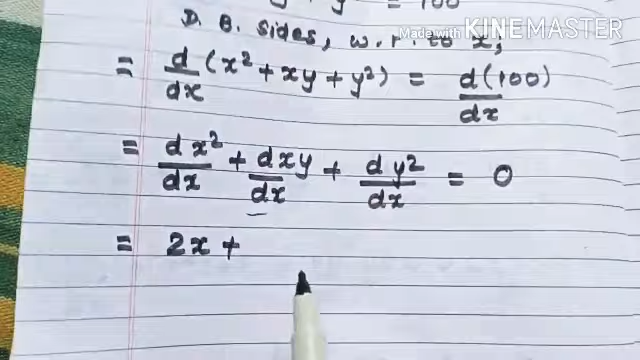 y = 100
Made with KINEMASTER
D. B. sides, w. r. to x,
= d/dx (x² + xy + y²) = d(100)/dx
= dx²/dx + dxy/dx + dy²/dx = 0
= 2x +